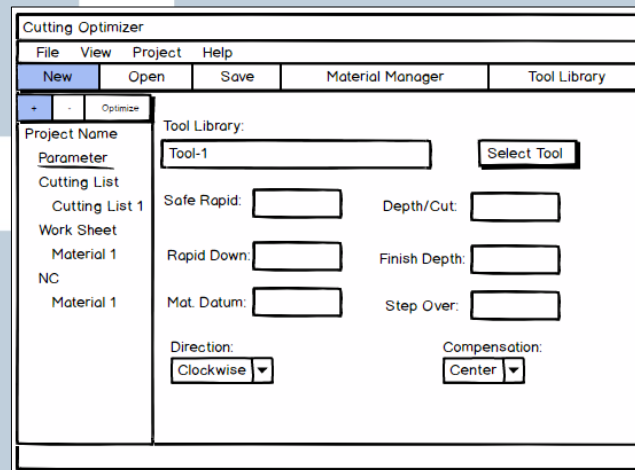 Cutting Optimizer
File View Project Help
New Open Save Material Manager Tool Library
+ - Optimize
Project Name
Parameter
Cutting List
Cutting List 1
Work Sheet
Material 1
NC
Material 1
Tool Library:
Tool-1 Select Tool
Safe Rapid: Depth/Cut:
Rapid Down: Finish Depth:
Mat. Datum: Step Over:
Direction: Compensation:
Clockwise Center